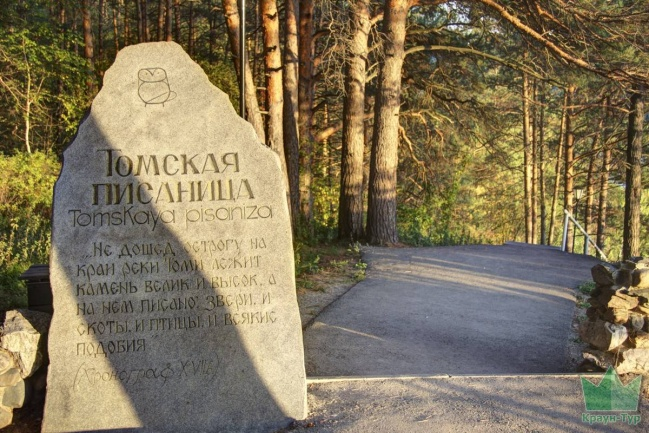 Томская
писаница
Tomskaya pisaniza
"...Не дошед острогу на
край реки Томи лежит
камень велик и высок, а
на нем писано: звери, и
скоты, и птицы, и всякие
подобия..."
(Хронограф XVII в.)
Краун-Тур